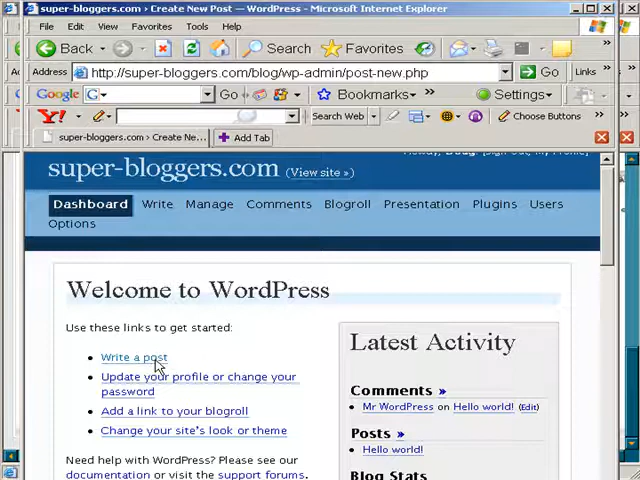 super-bloggers.com › Create New Post — WordPress - Microsoft Internet Explorer
File Edit View Favorites Tools Help
Back Search Favorites
Address http://super-bloggers.com/blog/wp-admin/post-new.php Go Links
Google G Go Bookmarks Settings
Y! Search Web Choose Buttons
super-bloggers.com › Create Ne... Add Tab
super-bloggers.com (View site »)
Dashboard Write Manage Comments Blogroll Presentation Plugins Users
Options
Welcome to WordPress
Use these links to get started:
Write a post
Update your profile or change your
password
Add a link to your blogroll
Change your site's look or theme
Need help with WordPress? Please see our
documentation or visit the support forums.
Latest Activity
Comments »
Mr WordPress on Hello world! (Edit)
Posts »
Hello world!
Blog Stats